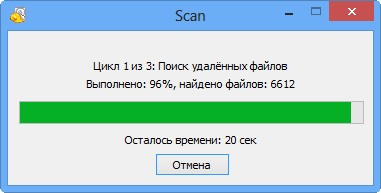 Scan
Цикл 1 из 3: Поиск удалённых файлов
Выполнено: 96%, найдено файлов: 6612
Осталось времени: 20 сек
Отмена